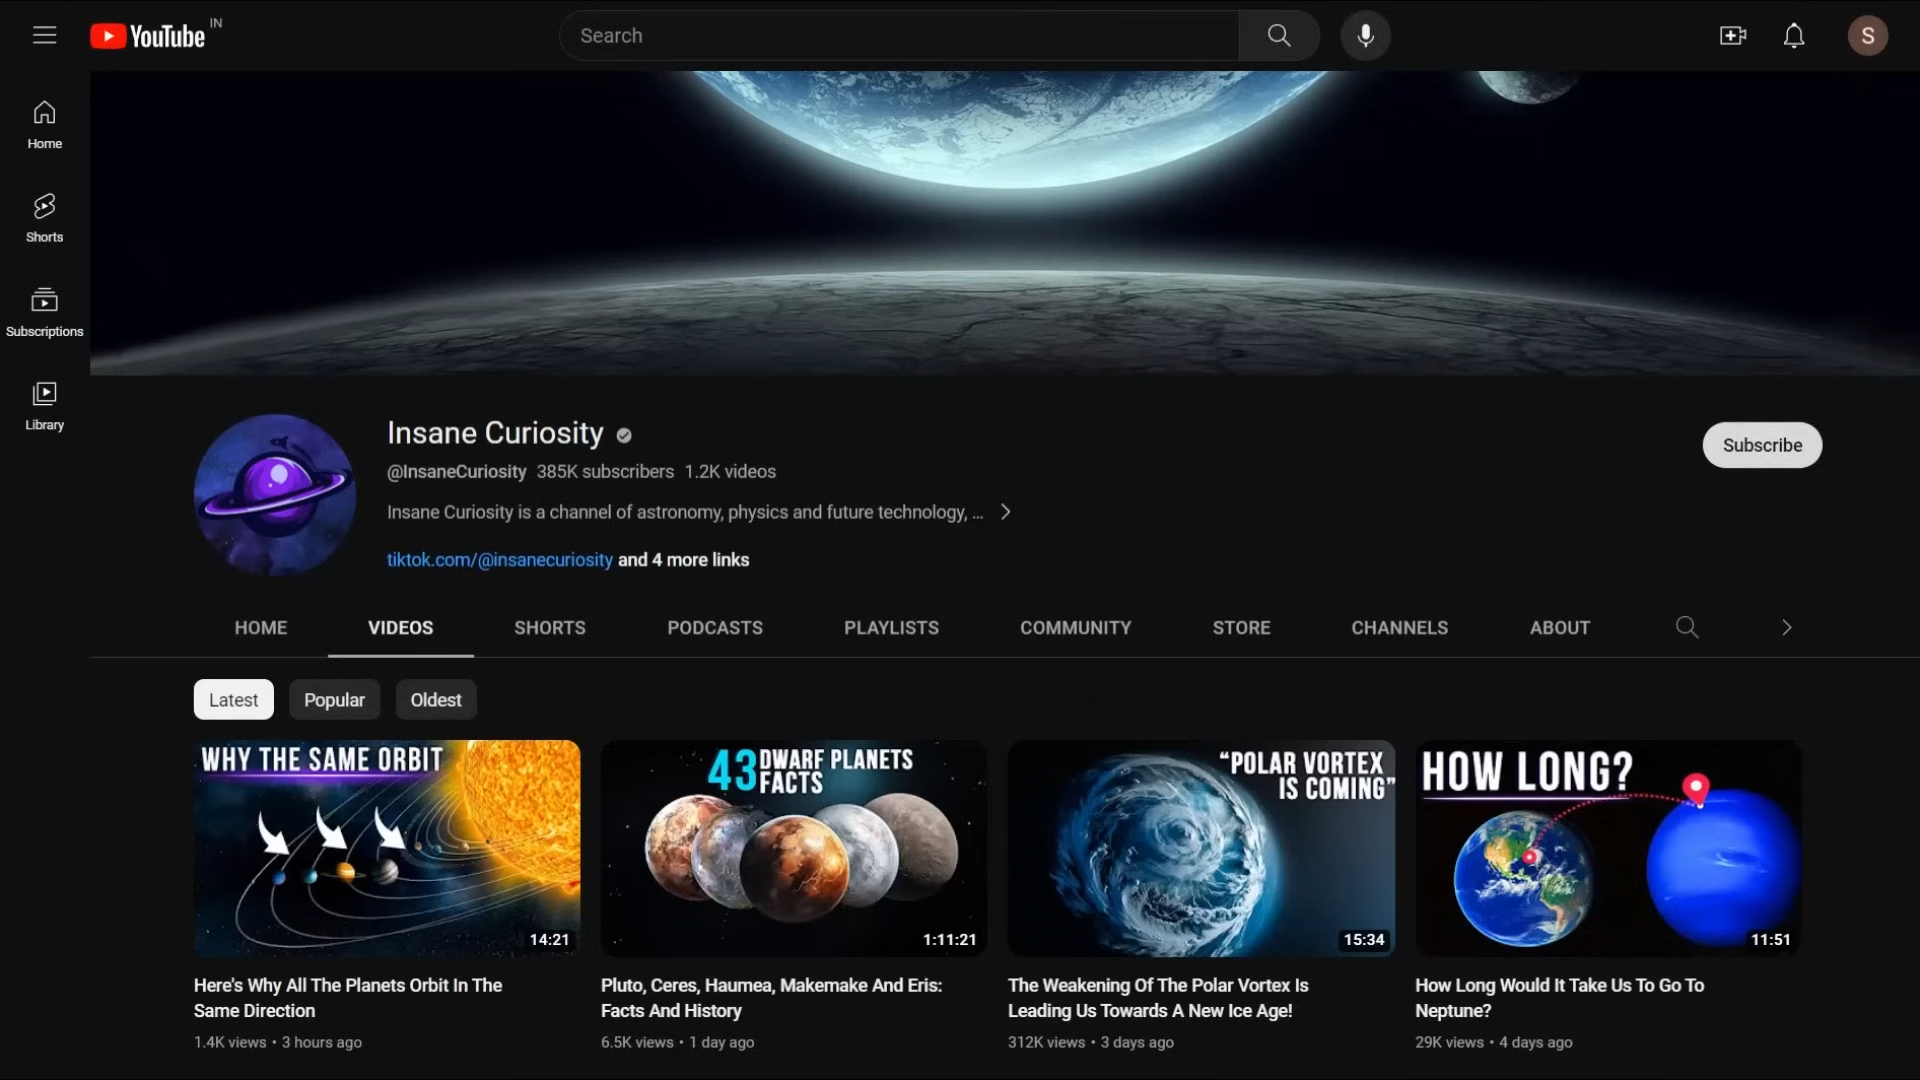 YouTube IN
Search
S
Home
Shorts
Subscriptions
Library
Insane Curiosity
@InsaneCuriosity 385K subscribers 1.2K videos
Insane Curiosity is a channel of astronomy, physics and future technology, ...
tiktok.com/@insanecuriosity and 4 more links
Subscribe
HOME VIDEOS SHORTS PODCASTS PLAYLISTS COMMUNITY STORE CHANNELS ABOUT
Latest Popular Oldest
WHY THE SAME ORBIT
14:21
Here's Why All The Planets Orbit In The
Same Direction
1.4K views • 3 hours ago
43 DWARF PLANETS
FACTS
1:11:21
Pluto, Ceres, Haumea, Makemake And Eris:
Facts And History
6.5K views • 1 day ago
“POLAR VORTEX
IS COMING”
15:34
The Weakening Of The Polar Vortex Is
Leading Us Towards A New Ice Age!
312K views • 3 days ago
HOW LONG?
11:51
How Long Would It Take Us To Go To
Neptune?
29K views • 4 days ago